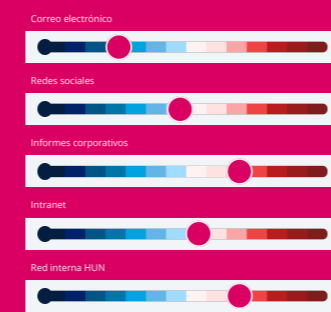 Correo electrónico
Redes sociales
Informes corporativos
Intranet
Red interna HUN